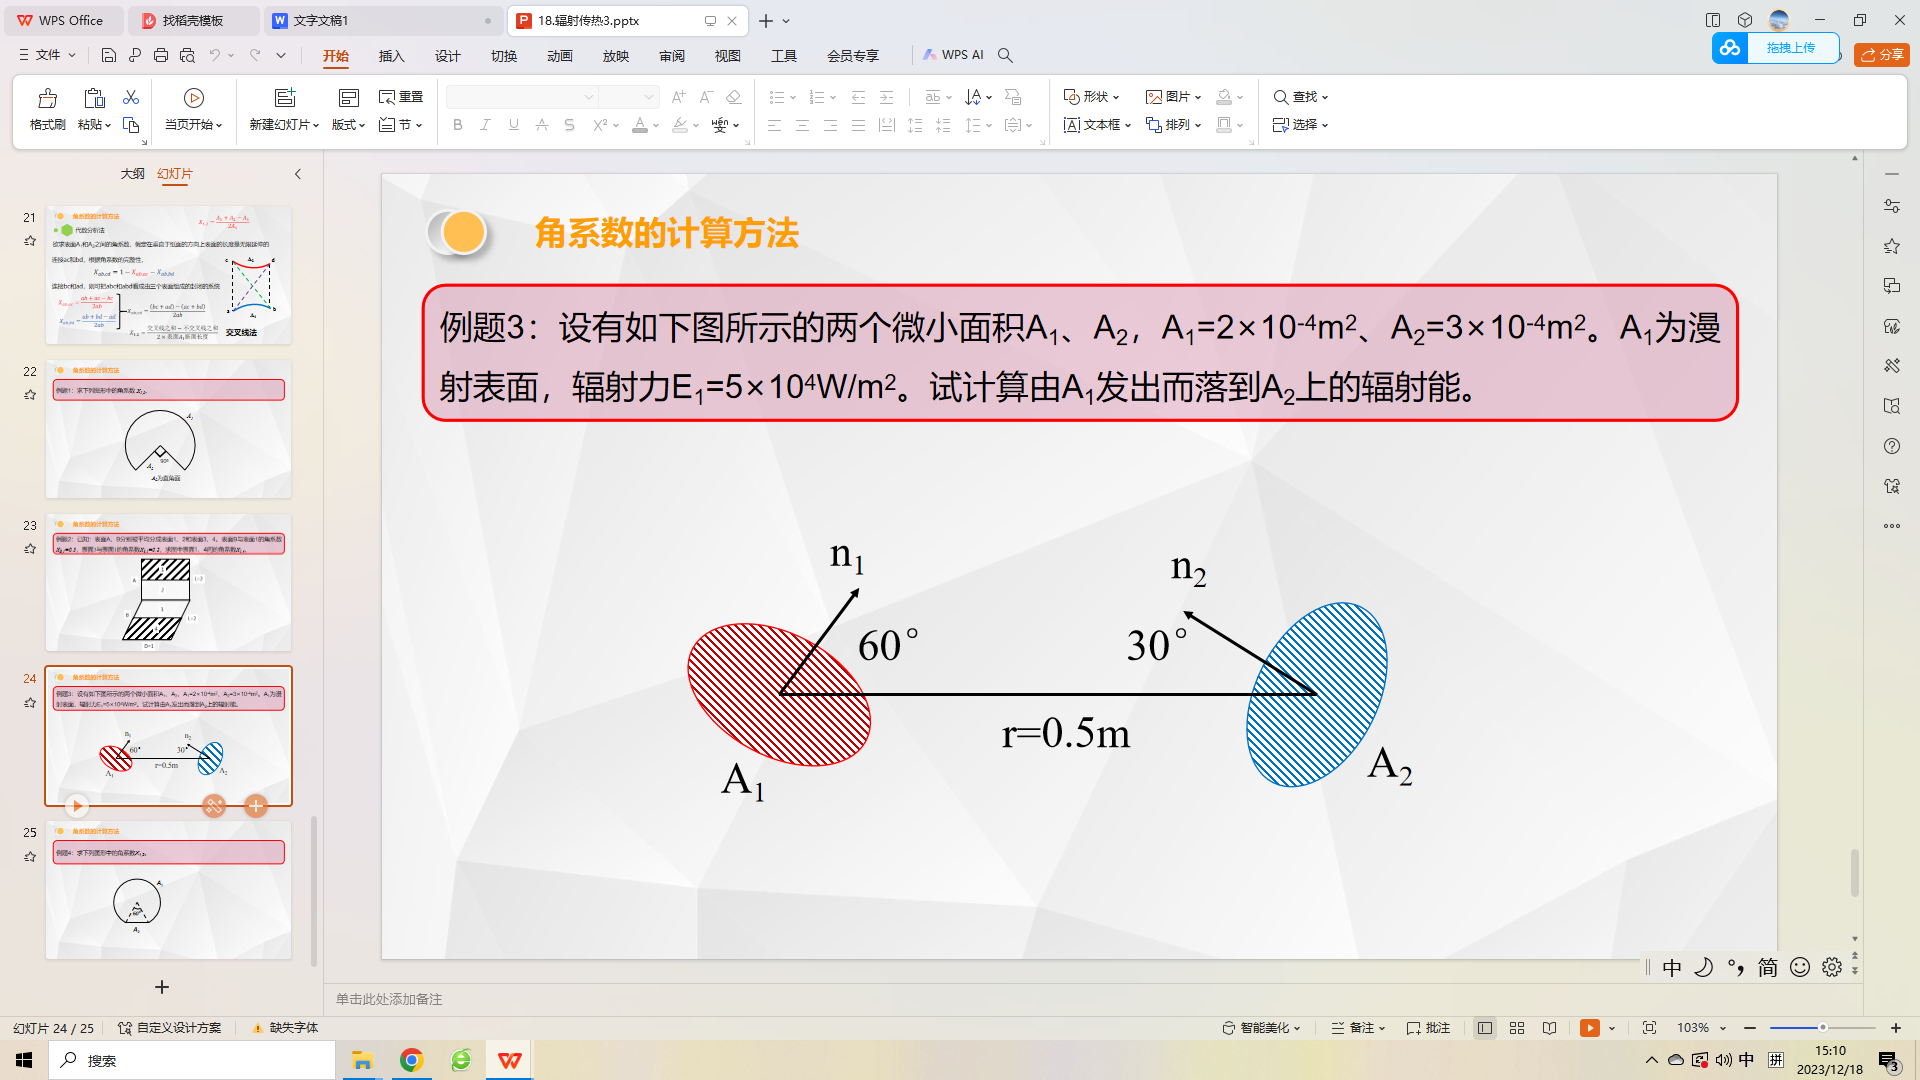 WPS Office
找稻壳模板
文字文稿1
18.辐射传热3.pptx
文件
开始
插入
设计
切换
动画
放映
审阅
视图
工具
会员专享
WPS AI
拖拽上传
分享
格式刷
粘贴
当页开始
新建幻灯片
版式
重置
节
形状
图片
文本框
排列
查找
选择
大纲
幻灯片
21
22
23
24
25
角系数的计算方法
例题3：设有如下图所示的两个微小面积A1、A2，A1=2×10-4m2、A2=3×10-4m2。A1为漫
射表面，辐射力E1=5×104W/m2。试计算由A1发出而落到A2上的辐射能。
n1
n2
60°
30°
r=0.5m
A1
A2
单击此处添加备注
幻灯片 24 / 25
自定义设计方案
缺失字体
智能美化
备注
批注
103%
中
简
搜索
中
拼
15:10
2023/12/18
3